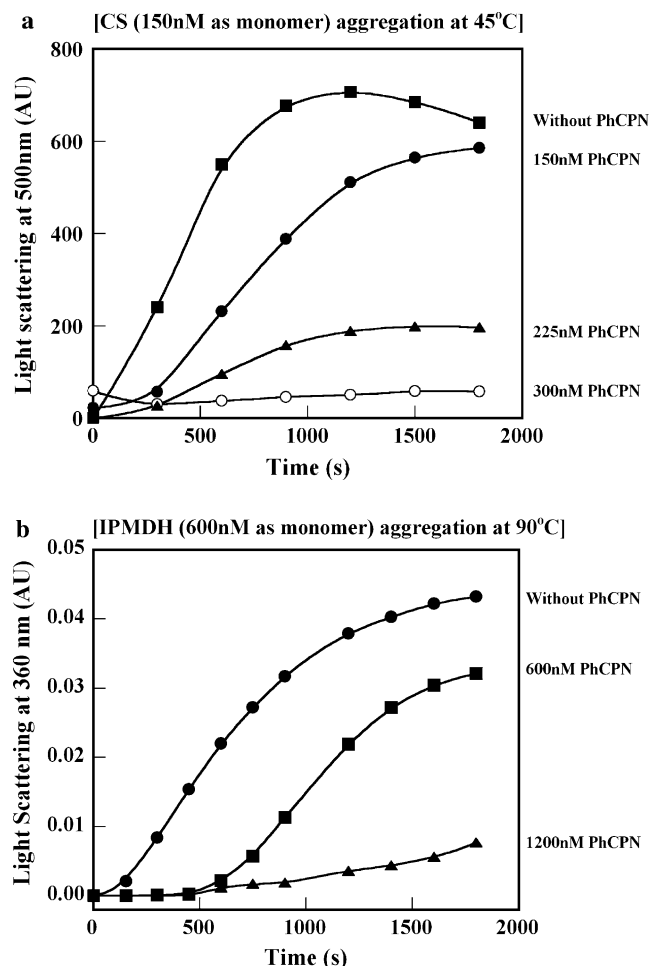 a [CS (150nM as monomer) aggregation at 45°C]
Light scattering at 500nm (AU)
800
600
400
200
0
0 500 1000 1500 2000
Time (s)
Without PhCPN
150nM PhCPN
225nM PhCPN
300nM PhCPN
b [IPMDH (600nM as monomer) aggregation at 90°C]
Light Scattering at 360 nm (AU)
0.05
0.04
0.03
0.02
0.01
0.00
0 500 1000 1500 2000
Time (s)
Without PhCPN
600nM PhCPN
1200nM PhCPN